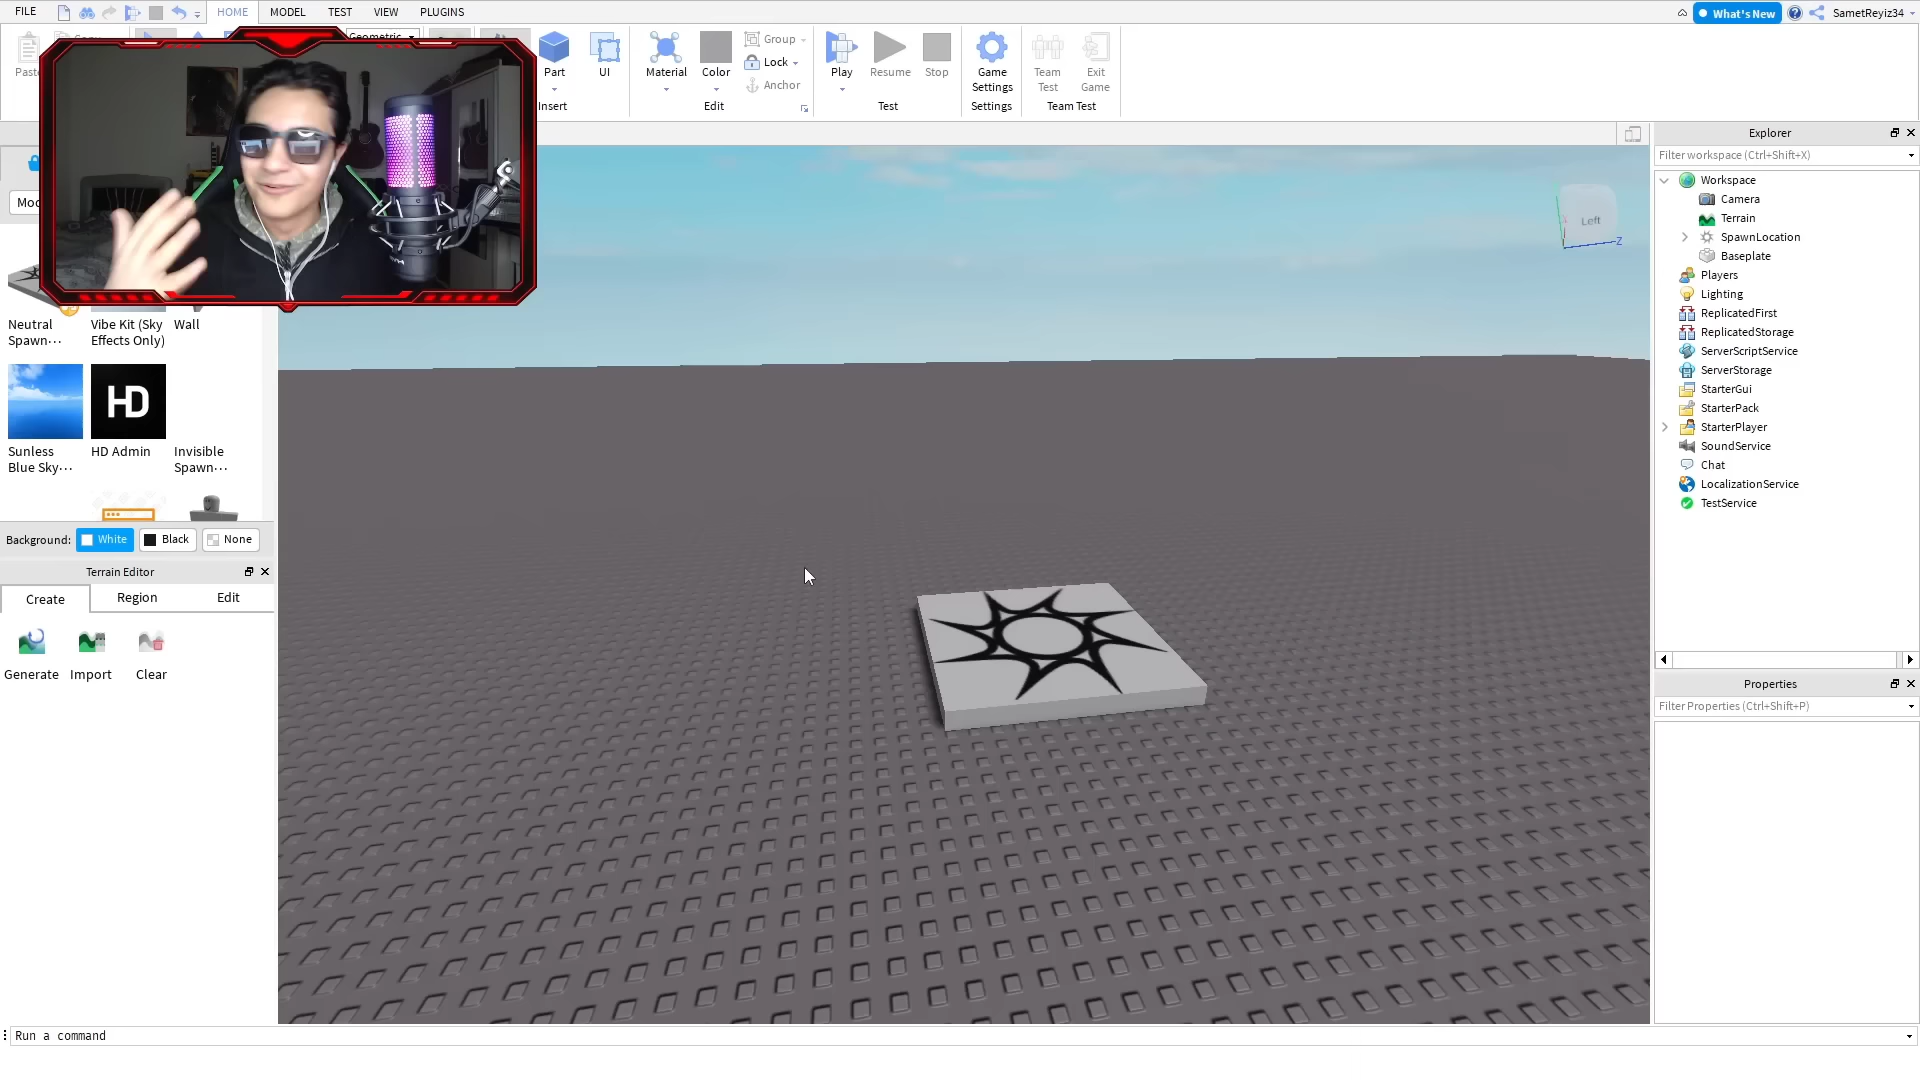 FILE
HOME
MODEL
TEST
VIEW
PLUGINS
What's New
SametReyiz34
Geometric
Part
UI
Insert
Material
Color
Group
Lock
Anchor
Edit
Play
Resume
Stop
Test
Game
Settings
Settings
Team
Test
Exit
Game
Team Test
Neutral
Spawn···
Vibe Kit (Sky
Effects Only)
Wall
HD
Sunless
Blue Sky···
HD Admin
Invisible
Spawn···
Background:
White
Black
None
Terrain Editor
Create
Region
Edit
Generate
Import
Clear
Left
Z
Explorer
Filter workspace (Ctrl+Shift+X)
Workspace
Camera
Terrain
SpawnLocation
Baseplate
Players
Lighting
ReplicatedFirst
ReplicatedStorage
ServerScriptService
ServerStorage
StarterGui
StarterPack
StarterPlayer
SoundService
Chat
LocalizationService
TestService
Properties
Filter Properties (Ctrl+Shift+P)
Run a command